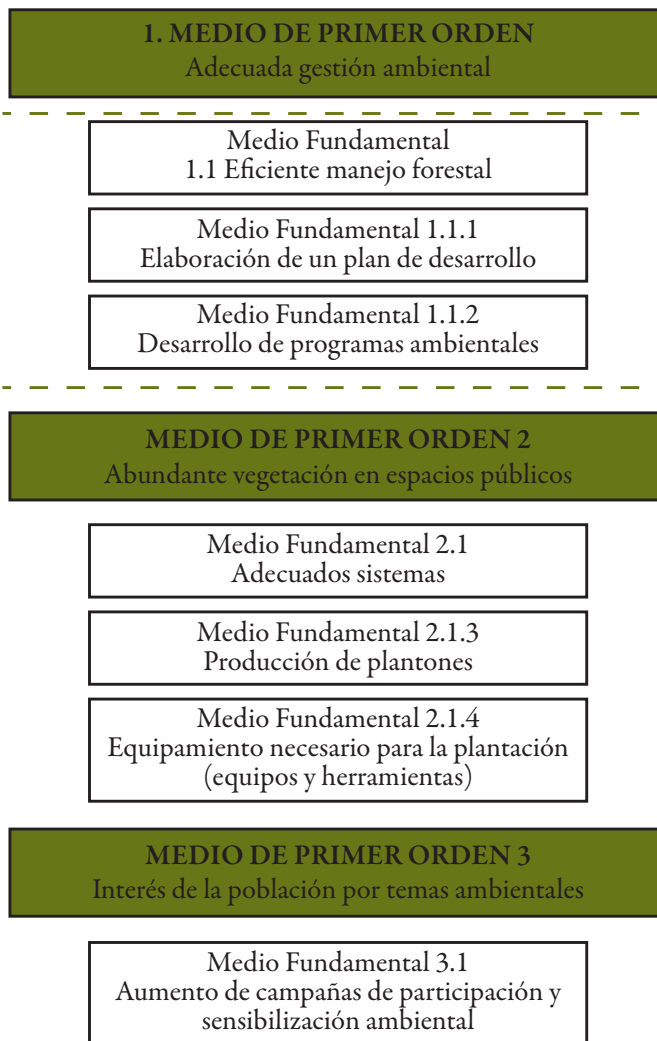 1. MEDIO DE PRIMER ORDEN
Adecuada gestión ambiental
Medio Fundamental
1.1 Eficiente manejo forestal
Medio Fundamental 1.1.1
Elaboración de un plan de desarrollo
Medio Fundamental 1.1.2
Desarrollo de programas ambientales
MEDIO DE PRIMER ORDEN 2
Abundante vegetación en espacios públicos
Medio Fundamental 2.1
Adecuados sistemas
Medio Fundamental 2.1.3
Producción de plantones
Medio Fundamental 2.1.4
Equipamiento necesario para la plantación
(equipos y herramientas)
MEDIO DE PRIMER ORDEN 3
Interés de la población por temas ambientales
Medio Fundamental 3.1
Aumento de campañas de participación y
sensibilización ambiental